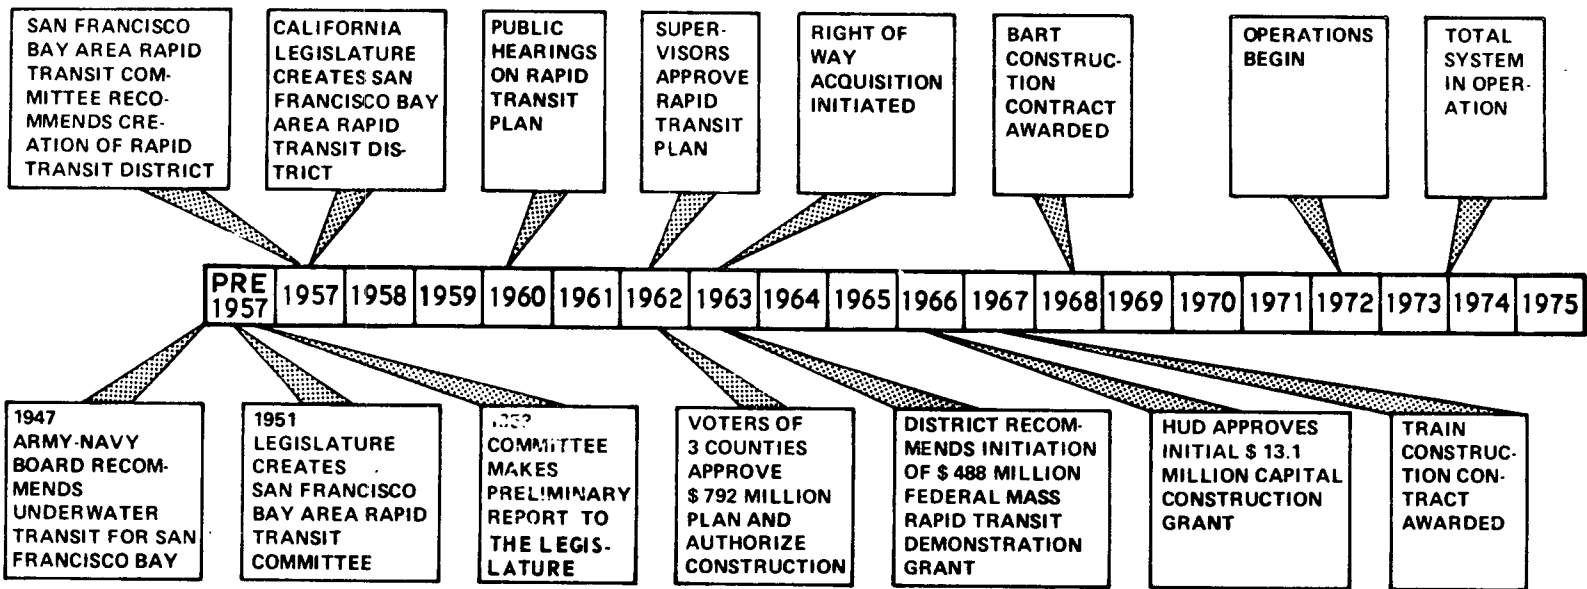 SAN FRANCISCO
BAY AREA RAPID
TRANSIT COM-
MITTEE RECO-
MMENDS CRE-
ATION OF RAPID
TRANSIT DISTRICT
CALIFORNIA
LEGISLATURE
CREATES SAN
FRANCISCO BAY
AREA RAPID
TRANSIT DIS-
TRICT
PUBLIC
HEARINGS
ON RAPID
TRANSIT
PLAN
SUPER-
VISORS
APPROVE
RAPID
TRANSIT
PLAN
RIGHT OF
WAY
ACQUISITION
INITIATED
BART
CONSTRUC-
TION
CONTRACT
AWARDED
OPERATIONS
BEGIN
TOTAL
SYSTEM
IN OPER-
ATION
PRE
1957
1957
1958
1959
1960
1961
1962
1963
1964
1965
1966
1967
1968
1969
1970
1971
1972
1973
1974
1975
1947
ARMY-NAVY
BOARD RECOM-
MENDS
UNDERWATER
TRANSIT FOR SAN
FRANCISCO BAY
1951
LEGISLATURE
CREATES
SAN FRANCISCO
BAY AREA RAPID
TRANSIT
COMMITTEE
COMMITTEE
MAKES
PRELIMINARY
REPORT TO
THE LEGIS-
LATURE
VOTERS OF
3 COUNTIES
APPROVE
$ 792 MILLION
PLAN AND
AUTHORIZE
CONSTRUCTION
DISTRICT RECOM-
MENDS INITIATION
OF $ 488 MILLION
FEDERAL MASS
RAPID TRANSIT
DEMONSTRATION
GRANT
HUD APPROVES
INITIAL $ 13.1
MILLION CAPITAL
CONSTRUCTION
GRANT
TRAIN
CONSTRUC-
TION CON-
TRACT
AWARDED